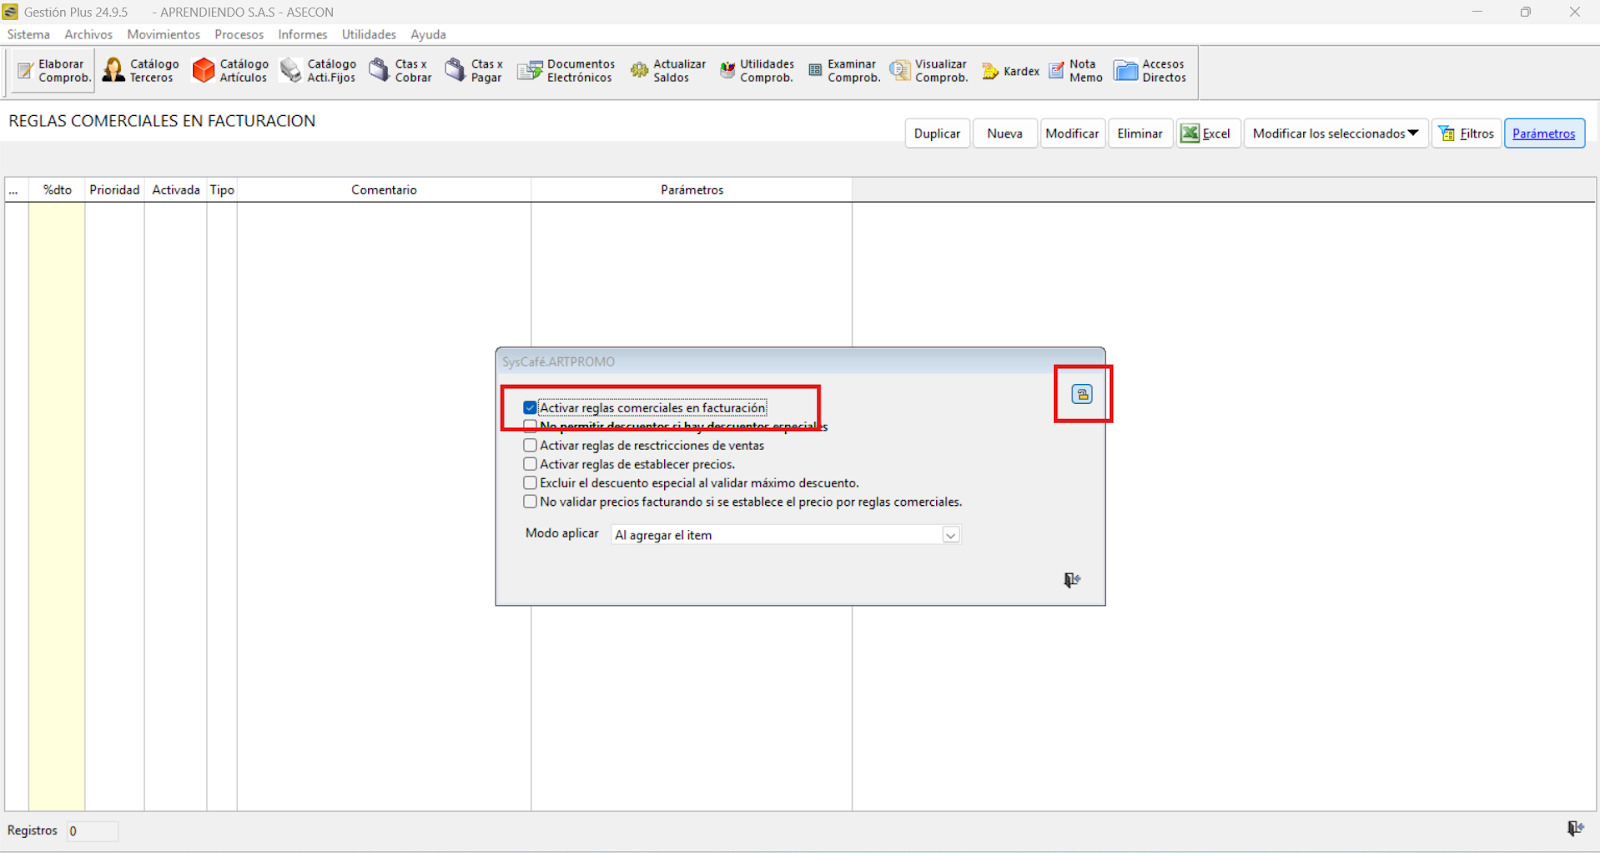 Gestión Plus 24.9.5 - APRENDIENDO S.A.S - ASECON
Sistema Archivos Movimientos Procesos Informes Utilidades Ayuda
Elaborar Comprob.
Catálogo Terceros
Catálogo Artículos
Catálogo Acti.Fijos
Ctas x Cobrar
Ctas x Pagar
Documentos Electrónicos
Actualizar Saldos
Utilidades Comprob.
Examinar Comprob.
Visualizar Comprob.
Kardex
Nota Memo
Accesos Directos
REGLAS COMERCIALES EN FACTURACION
Duplicar Nueva Modificar Eliminar Excel Modificar los seleccionados Filtros Parámetros
... %dto Prioridad Activada Tipo Comentario Parámetros
SysCafé.ARTPROMO
Activar reglas comerciales en facturación
No permitir descuentos si hay descuentos especiales
Activar reglas de resctricciones de ventas
Activar reglas de establecer precios.
Excluir el descuento especial al validar máximo descuento.
No validar precios facturando si se establece el precio por reglas comerciales.
Modo aplicar Al agregar el item
Registros 0